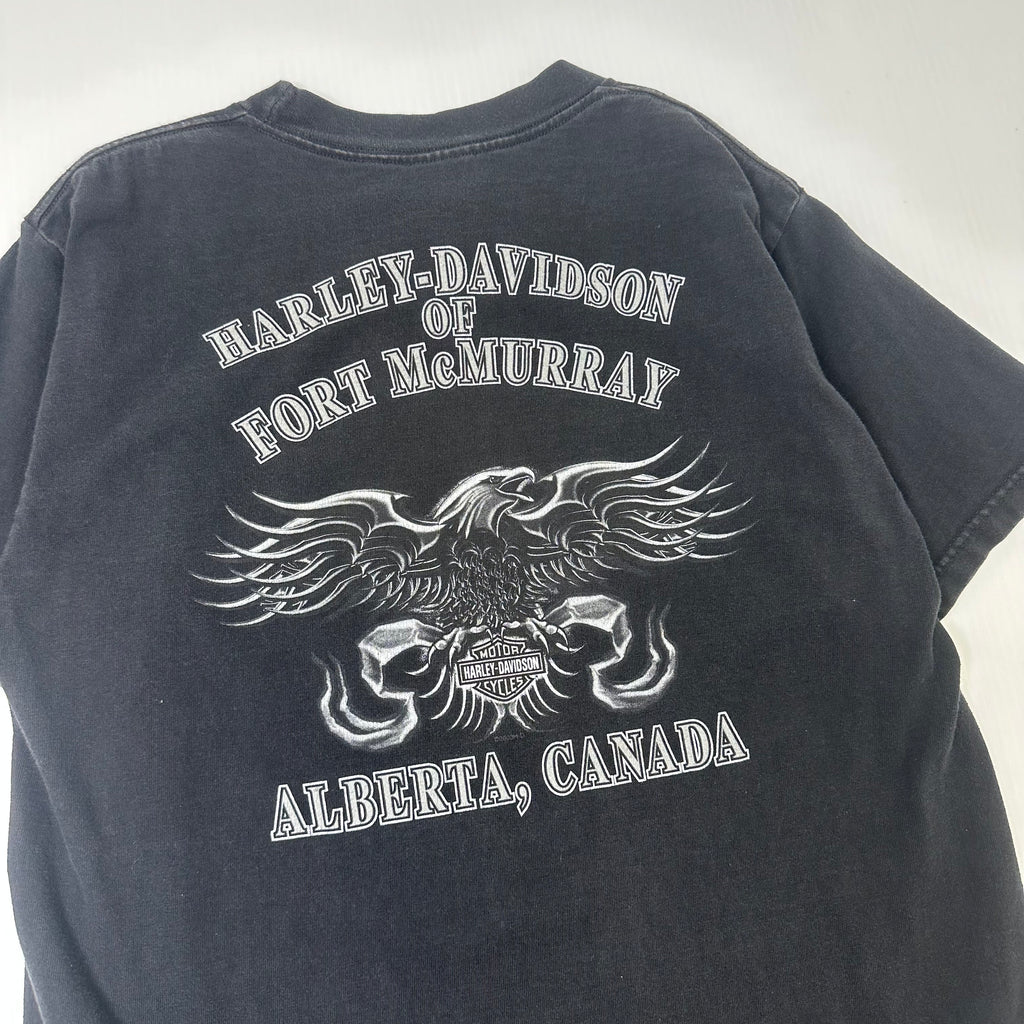 HARLEY-DAVIDSON
OF
FORT McMURRAY
MOTOR
HARLEY-DAVIDSON
CYCLES
ALBERTA, CANADA